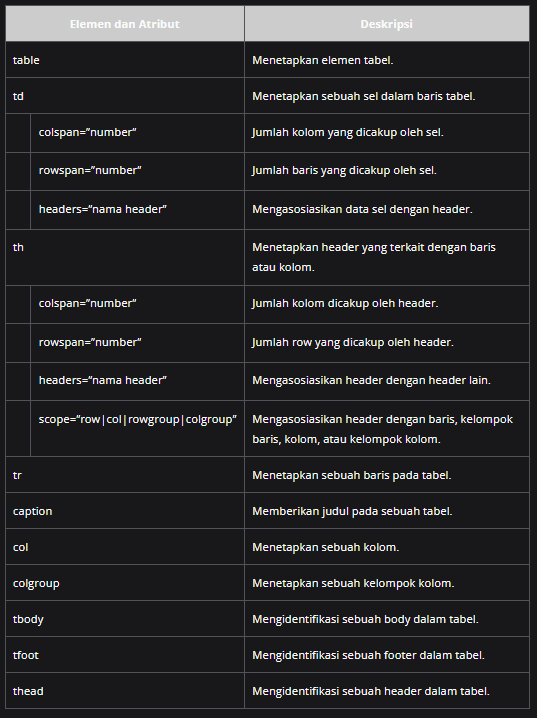 Elemen dan Atribut Deskripsi
table Menetapkan elemen tabel.
td Menetapkan sebuah sel dalam baris tabel.
colspan=”number” Jumlah kolom yang dicakup oleh sel.
rowspan=”number” Jumlah baris yang dicakup oleh sel.
headers=”nama header” Mengasosiasikan data sel dengan header.
th Menetapkan header yang terkait dengan baris
atau kolom.
colspan=”number” Jumlah kolom dicakup oleh header.
rowspan=”number” Jumlah row yang dicakup oleh header.
headers=”nama header” Mengasosiasikan header dengan header lain.
scope=”row|col|rowgroup|colgroup” Mengasosiasikan header dengan baris, kelompok
baris, kolom, atau kelompok kolom.
tr Menetapkan sebuah baris pada tabel.
caption Memberikan judul pada sebuah tabel.
col Menetapkan sebuah kolom.
colgroup Menetapkan sebuah kelompok kolom.
tbody Mengidentifikasi sebuah body dalam tabel.
tfoot Mengidentifikasi sebuah footer dalam tabel.
thead Mengidentifikasi sebuah header dalam tabel.